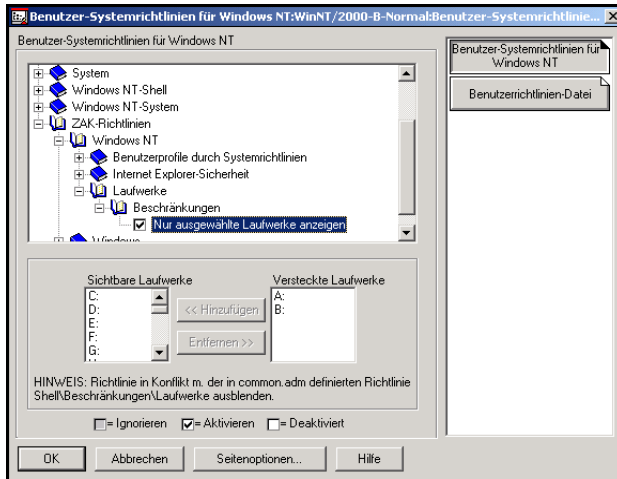 Benutzer-Systemrichtlinien für Windows NT:WinNT/2000-B-Normal:Benutzer-Systemrichtlinie...
Benutzer-Systemrichtlinien für Windows NT
System
Windows NT-Shell
Windows NT-System
ZAK-Richtlinien
Windows NT
Benutzerprofile durch Systemrichtlinien
Internet Explorer-Sicherheit
Laufwerke
Beschränkungen
Nur ausgewählte Laufwerke anzeigen
Windows
Sichtbare Laufwerke
C:
D:
E:
F:
G:
<< Hinzufügen
Entfernen >>
Versteckte Laufwerke
A:
B:
HINWEIS: Richtlinie in Konflikt m. der in common.adm definierten Richtlinie
Shell\Beschränkungen\Laufwerke ausblenden.
= Ignorieren
= Aktivieren
= Deaktiviert
OK
Abbrechen
Seitenoptionen...
Hilfe
Benutzer-Systemrichtlinien für
Windows NT
Benutzerrichtlinien-Datei